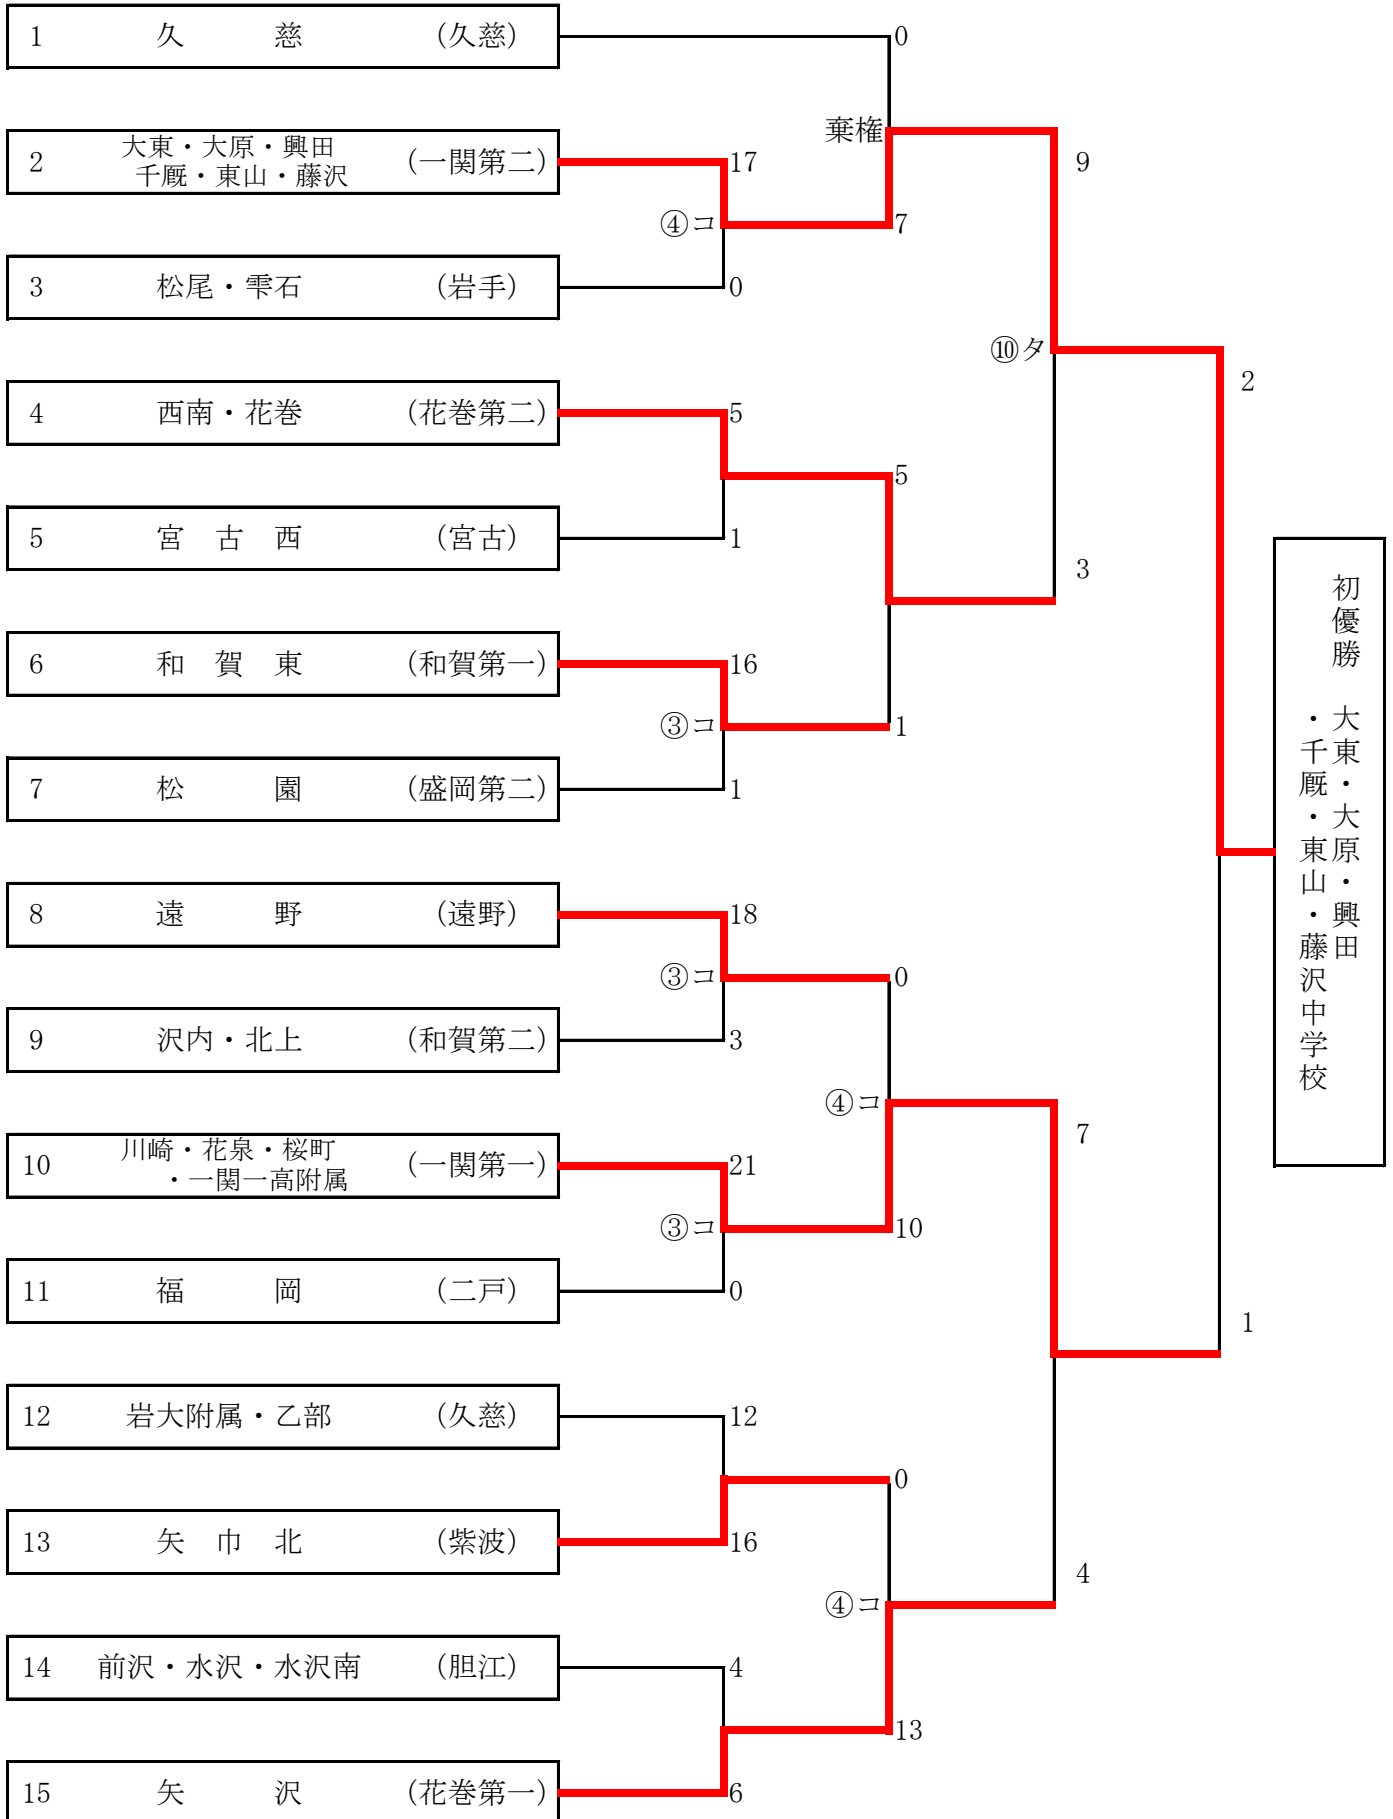 1 久 慈 (久慈)
0
棄権
9
2 大東・大原・興田
千厩・東山・藤沢 (一関第二)
17
④コ
7
3 松尾・雫石 (岩手)
0
⑩タ
2
4 西南・花巻 (花巻第二)
5
5
5 宮 古 西 (宮古)
1
3
6 和 賀 東 (和賀第一)
16
③コ
1
7 松 園 (盛岡第二)
1
初優勝 大東・大原・興田
・千厩・東山・藤沢中学校
8 遠 野 (遠野)
18
③コ
0
9 沢内・北上 (和賀第二)
3
④コ
7
10 川崎・花泉・桜町
・一関一高附属 (一関第一)
21
③コ
10
11 福 岡 (二戸)
0
1
12 岩大附属・乙部 (久慈)
12
0
13 矢 巾 北 (紫波)
16
④コ
4
14 前沢・水沢・水沢南 (胆江)
4
13
15 矢 沢 (花巻第一)
6